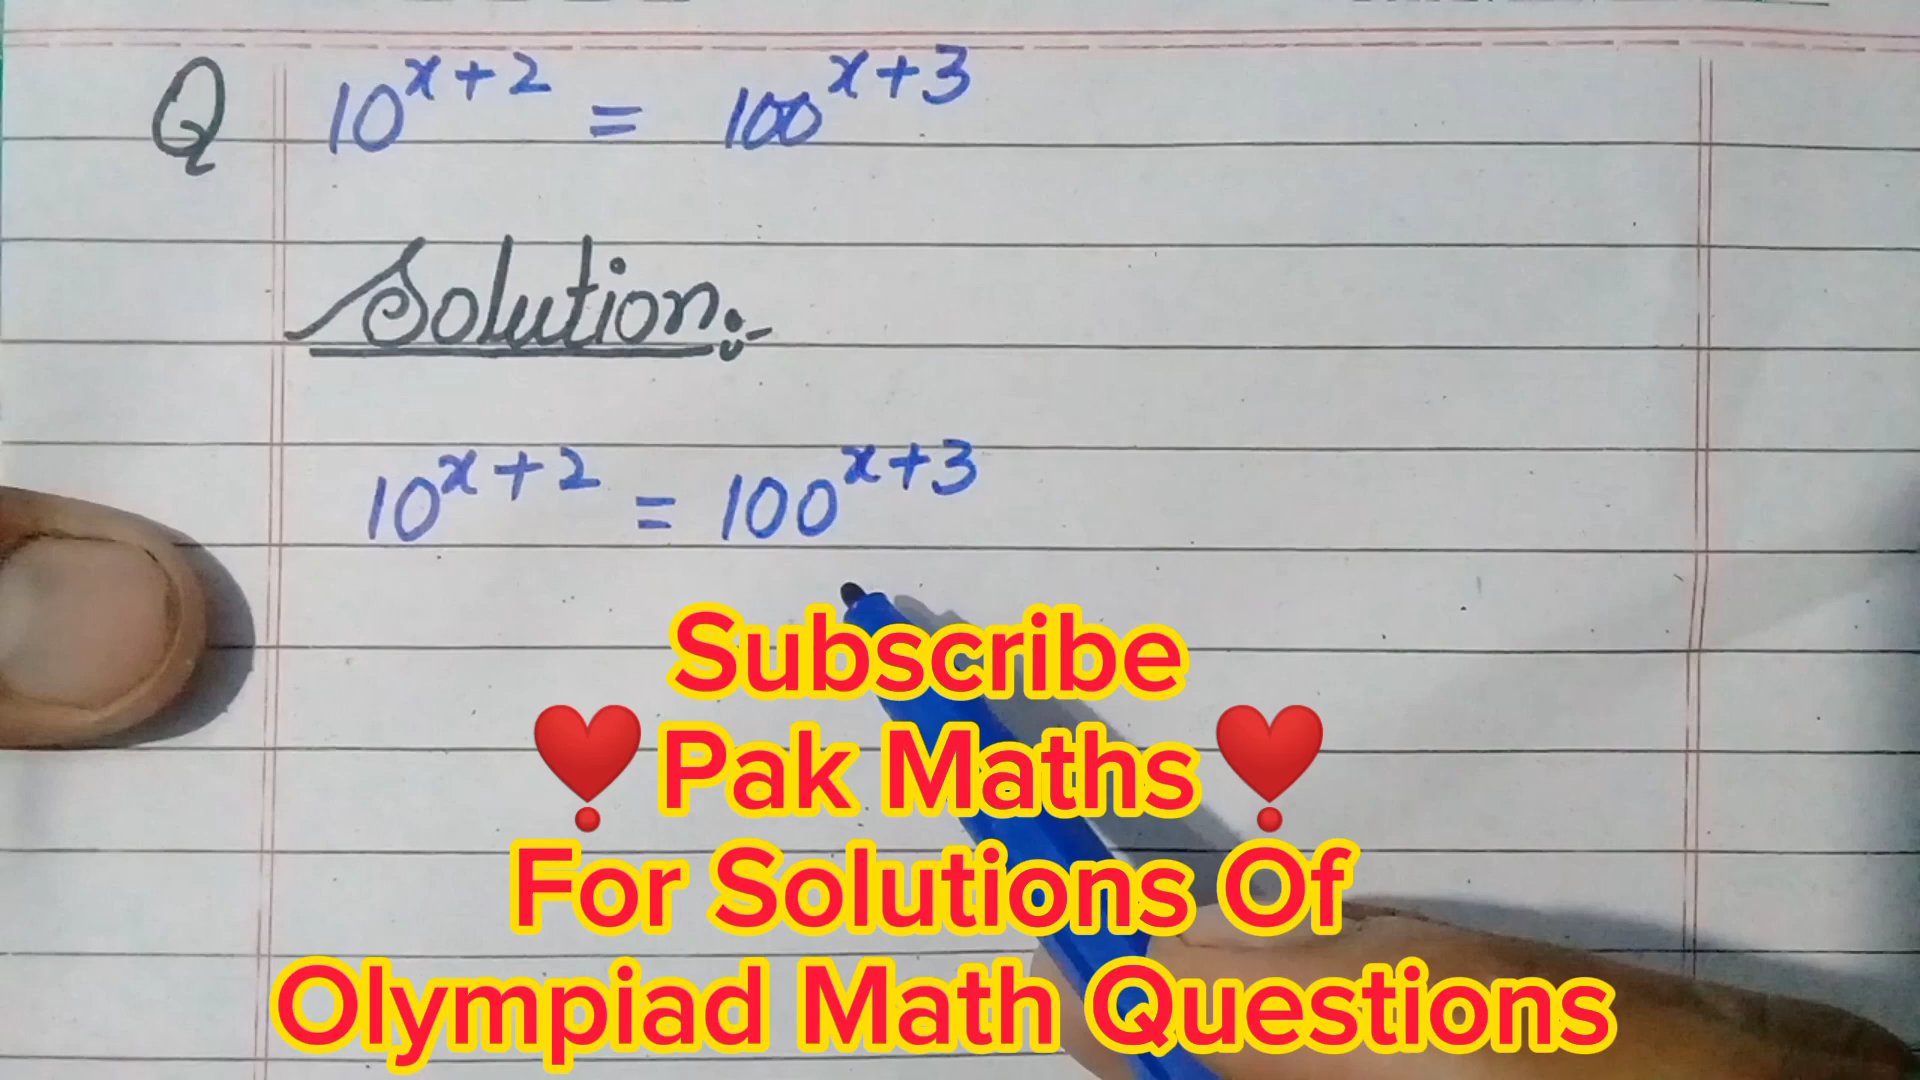 Q 10^{x+2} = 100^{x+3}
Solution:-
10^{x+2} = 100^{x+3}
Subscribe
❣Pak Maths❣
For Solutions Of
Olympiad Math Questions